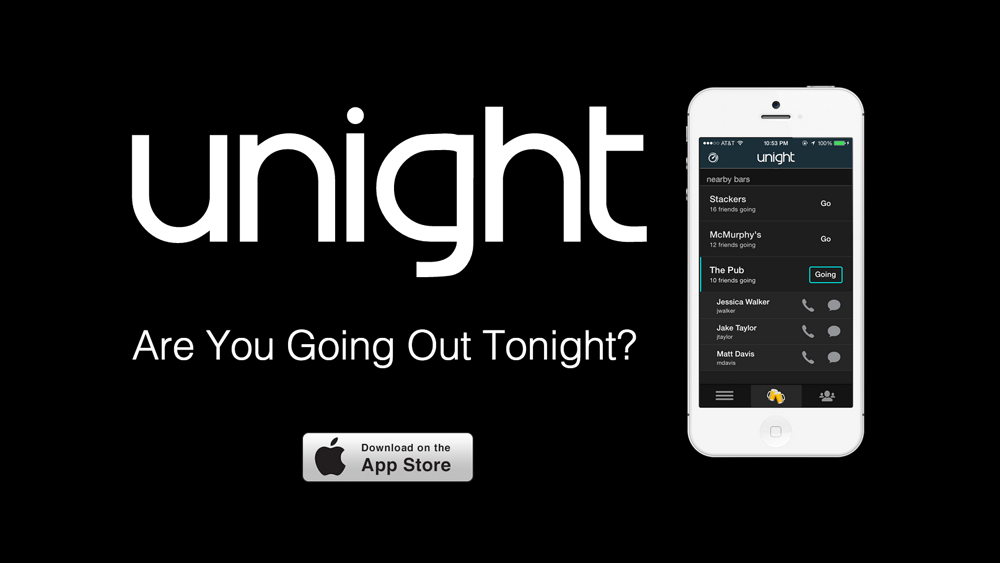 unight
Are You Going Out Tonight?
Download on the
App Store
AT&T 10:53 PM 100%
unight
nearby bars
Stackers
16 friends going
Go
McMurphy's
12 friends going
Go
The Pub
10 friends going
Going
Jessica Walker
jwalker
Jake Taylor
jtaylor
Matt Davis
mdavis